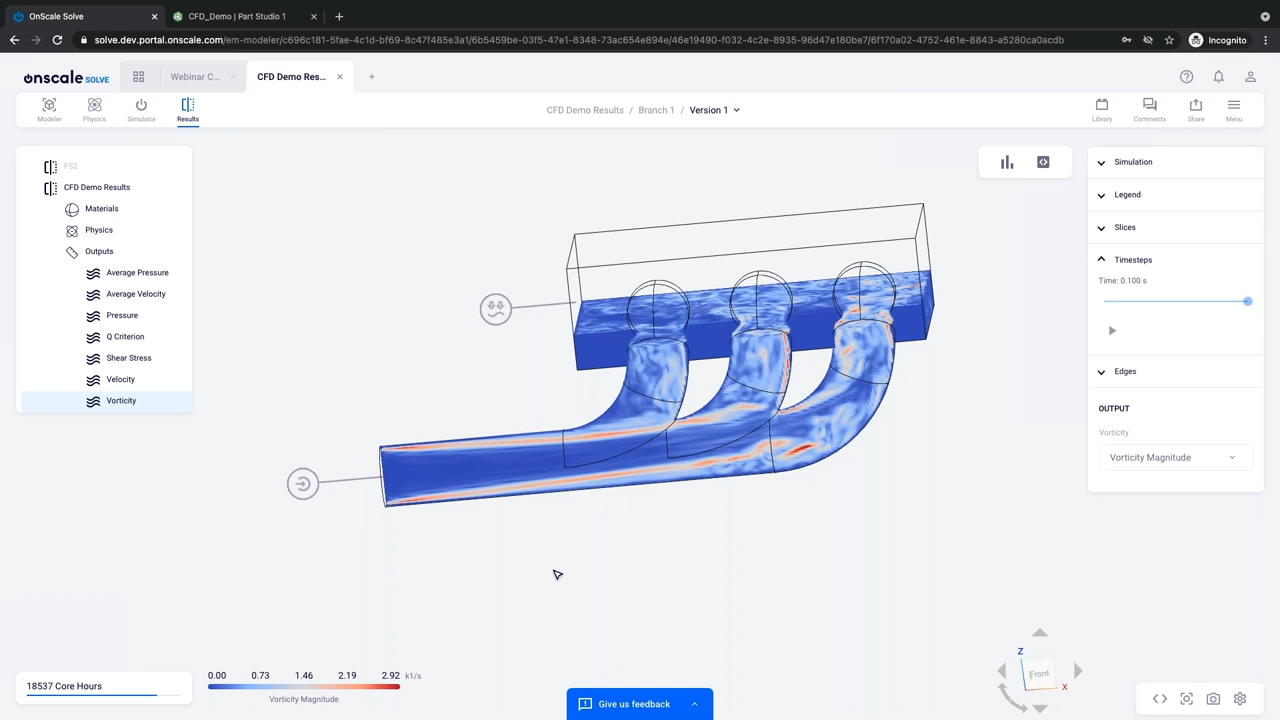 OnScale Solve
CFD_Demo | Part Studio 1
solve.dev.portal.onscale.com/em-modeler/c696c181-5fae-4c1d-bf69-8c47f485e3a1/6b5459be-03f5-47e1-8348-73ac654e894e/46e19490-f032-4c2e-8935-96d47e180be7/6f170a02-4752-461e-8843-a5280ca0acdb
Incognito
onscale SOLVE
Webinar C...
CFD Demo Res...
Modeler
Physics
Simulator
Results
CFD Demo Results / Branch 1 / Version 1
Library
Comments
Share
Menu
FS2
CFD Demo Results
Materials
Physics
Outputs
Average Pressure
Average Velocity
Pressure
Q Criterion
Shear Stress
Velocity
Vorticity
Simulation
Legend
Slices
Timesteps
Time: 0.100 s
Edges
OUTPUT
Vorticity
Vorticity Magnitude
18537 Core Hours
0.00 0.73 1.46 2.19 2.92 k1/s
Vorticity Magnitude
Give us feedback
Z
Front
X